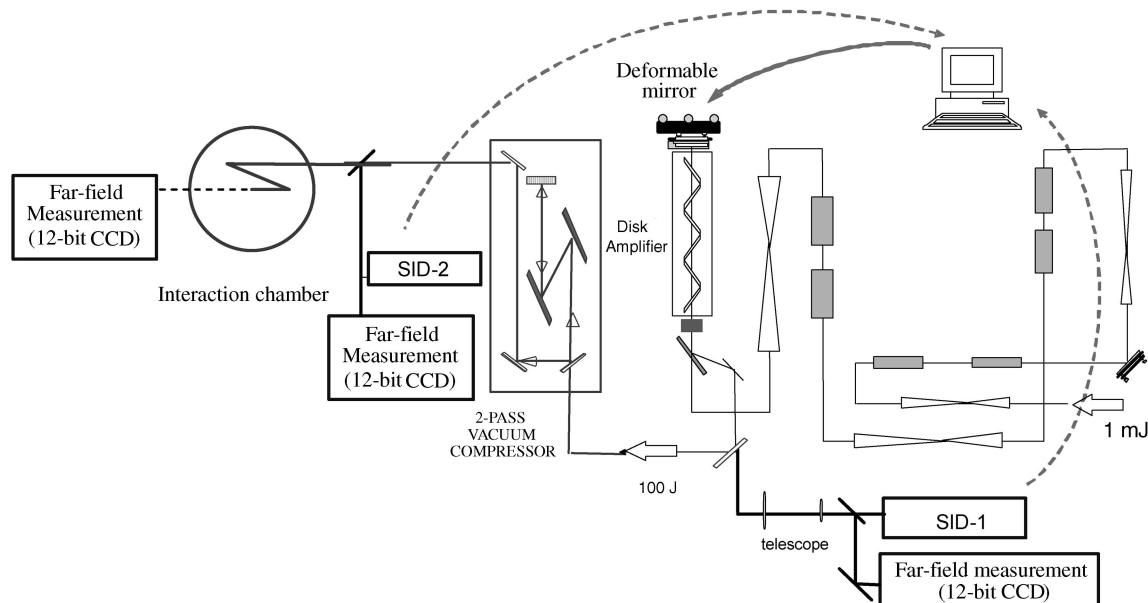 Deformable
mirror
Far-field
Measurement
(12-bit CCD)
Disk
Amplifier
SID-2
Interaction chamber
Far-field
Measurement
(12-bit CCD)
2-PASS
VACUUM
COMPRESSOR
1 mJ
100 J
SID-1
telescope
Far-field measurement
(12-bit CCD)